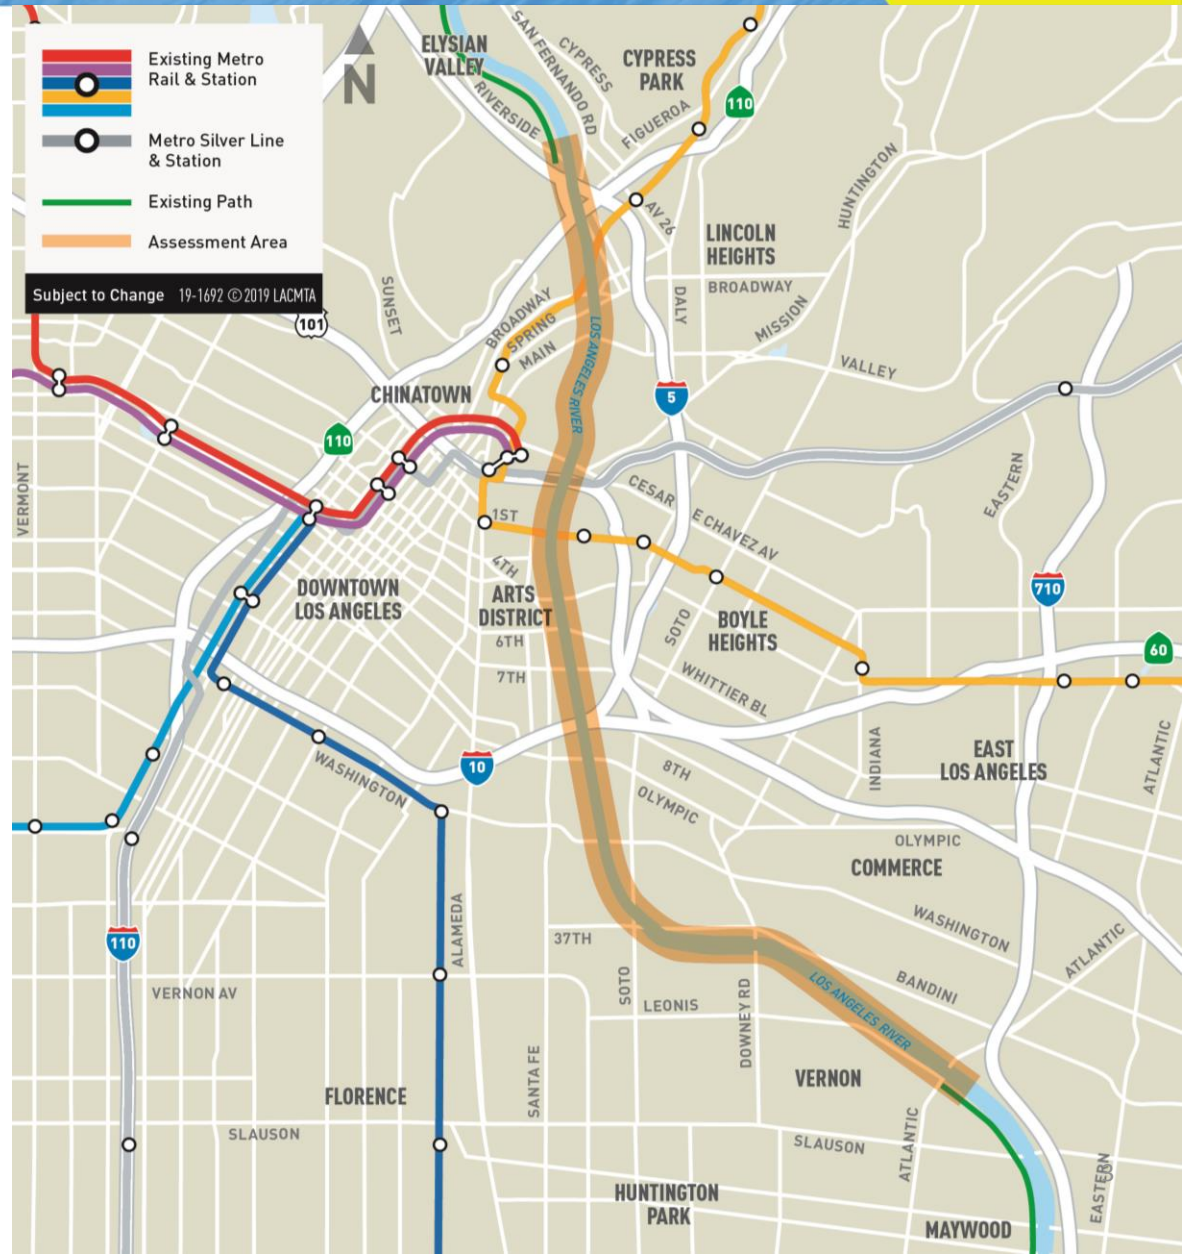 Existing Metro
Rail & Station
Metro Silver Line
& Station
Existing Path
Assessment Area
Subject to Change 19-1692 © 2019 LACMTA
N
ELYSIAN
VALLEY
SAN FERNANDO RD
CYPRESS
CYPRESS
PARK
RIVERSIDE
FIGUEROA
110
AV 26
HUNTINGTON
LINCOLN
HEIGHTS
BROADWAY
DALY
MISSION
VALLEY
SUNSET
101
BROADWAY
SPRING
MAIN
LOS ANGELES RIVER
CHINATOWN
5
110
VERMONT
CESAR
E CHAVEZ AV
EASTERN
1ST
4TH
DOWNTOWN
LOS ANGELES
ARTS
DISTRICT
6TH
7TH
SOTO
BOYLE
HEIGHTS
710
60
WHITTIER BL
INDIANA
EAST
LOS ANGELES
ATLANTIC
10
WASHINGTON
8TH
OLYMPIC
OLYMPIC
COMMERCE
WASHINGTON
ATLANTIC
110
ALAMEDA
37TH
SOTO
LEONIS
DOWNEY RD
BANDINI
LOS ANGELES RIVER
VERNON AV
SANTA FE
VERNON
FLORENCE
SLAUSON
SLAUSON
ATLANTIC
HUNTINGTON
PARK
MAYWOOD
EASTERN